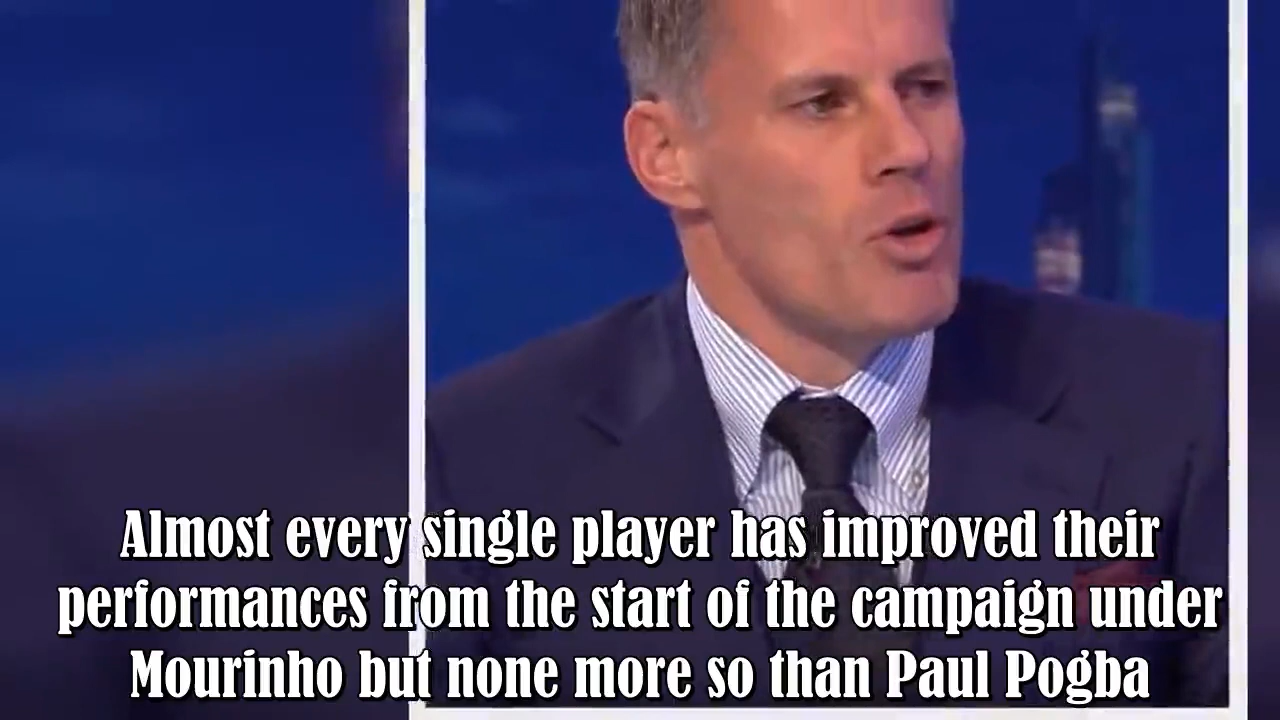 Almost every single player has improved their
performances from the start of the campaign under
Mourinho but none more so than Paul Pogba